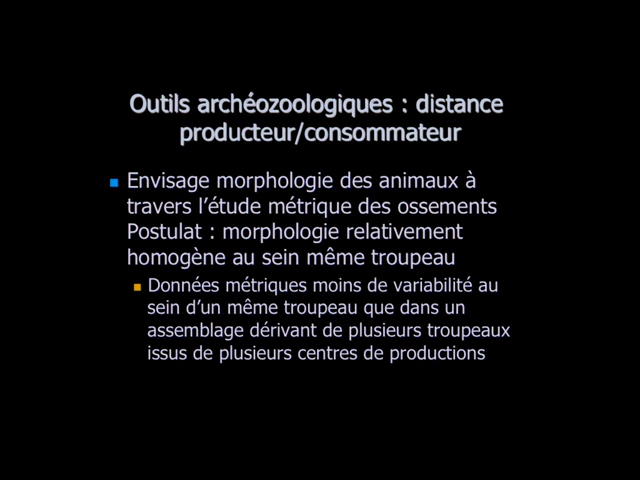 Outils archéozoologiques : distance
producteur/consommateur
Envisage morphologie des animaux à
travers l’étude métrique des ossements
Postulat : morphologie relativement
homogène au sein même troupeau
Données métriques moins de variabilité au
sein d’un même troupeau que dans un
assemblage dérivant de plusieurs troupeaux
issus de plusieurs centres de productions